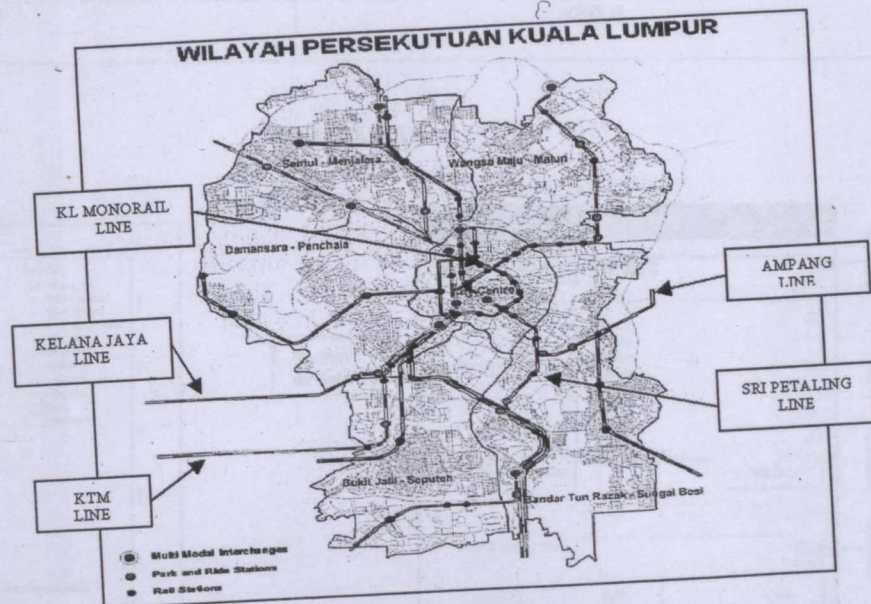 WILAYAH PERSEKUTUAN KUALA LUMPUR
Wangsa Maju - Maluri
KL MONORAIL
LINE
Damansara - Penchala
City Centre
AMPANG
LINE
KELANA JAYA
LINE
SRI PETALING
LINE
Bukit Jalil - Seputeh
Bandar Tun Razak - Sungai Besi
KTM
LINE
Multi Modal Interchanges
Park and Ride Stations
Rail Stations